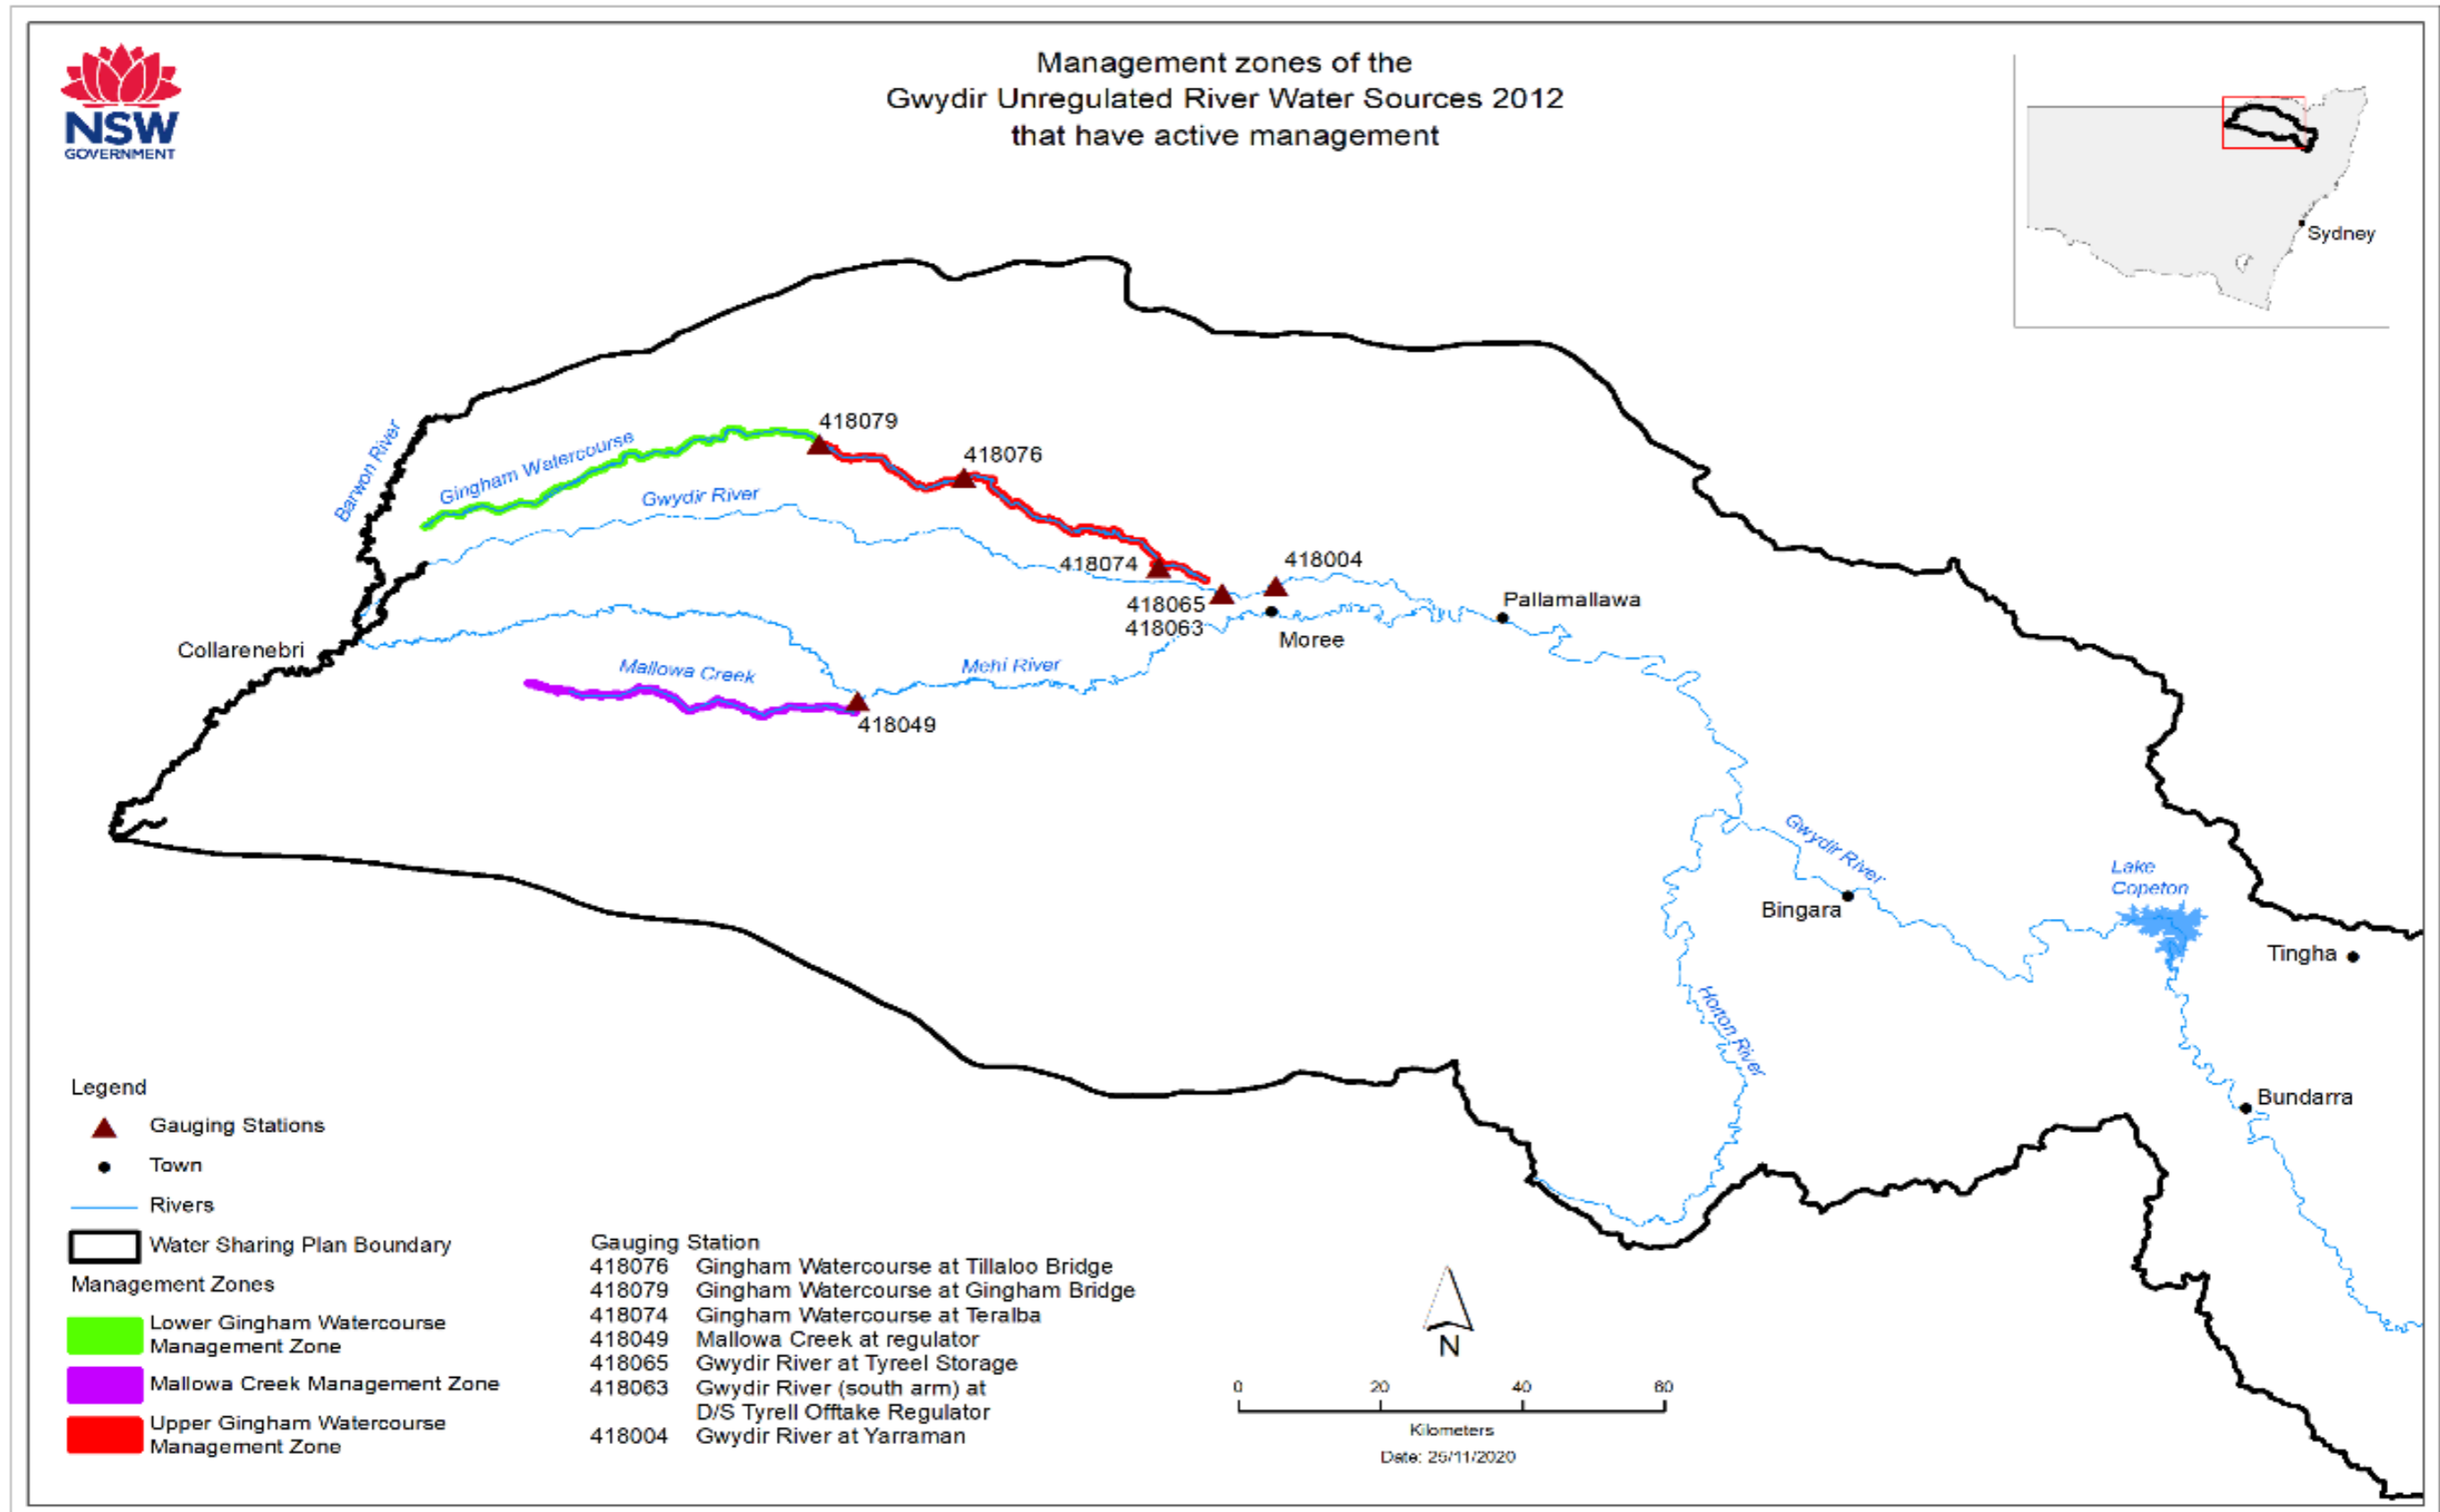 NSW
GOVERNMENT
Management zones of the
Gwydir Unregulated River Water Sources 2012
that have active management
Sydney
418079
418076
Barwon River
Gingham Watercourse
Gwydir River
418074
418004
418065
418063
Pallamallawa
Moree
Collarenebri
Mallowa Creek
Mehi River
418049
Gwydir River
Bingara
Lake
Copeton
Tingha
Horton River
Bundarra
Legend
Gauging Stations
Town
Rivers
Water Sharing Plan Boundary
Management Zones
Lower Gingham Watercourse
Management Zone
Mallowa Creek Management Zone
Upper Gingham Watercourse
Management Zone
Gauging Station
418076 Gingham Watercourse at Tillaloo Bridge
418079 Gingham Watercourse at Gingham Bridge
418074 Gingham Watercourse at Teralba
418049 Mallowa Creek at regulator
418065 Gwydir River at Tyreel Storage
418063 Gwydir River (south arm) at
D/S Tyrell Offtake Regulator
418004 Gwydir River at Yarraman
N
0 20 40 60
Kilometers
Date: 25/11/2020